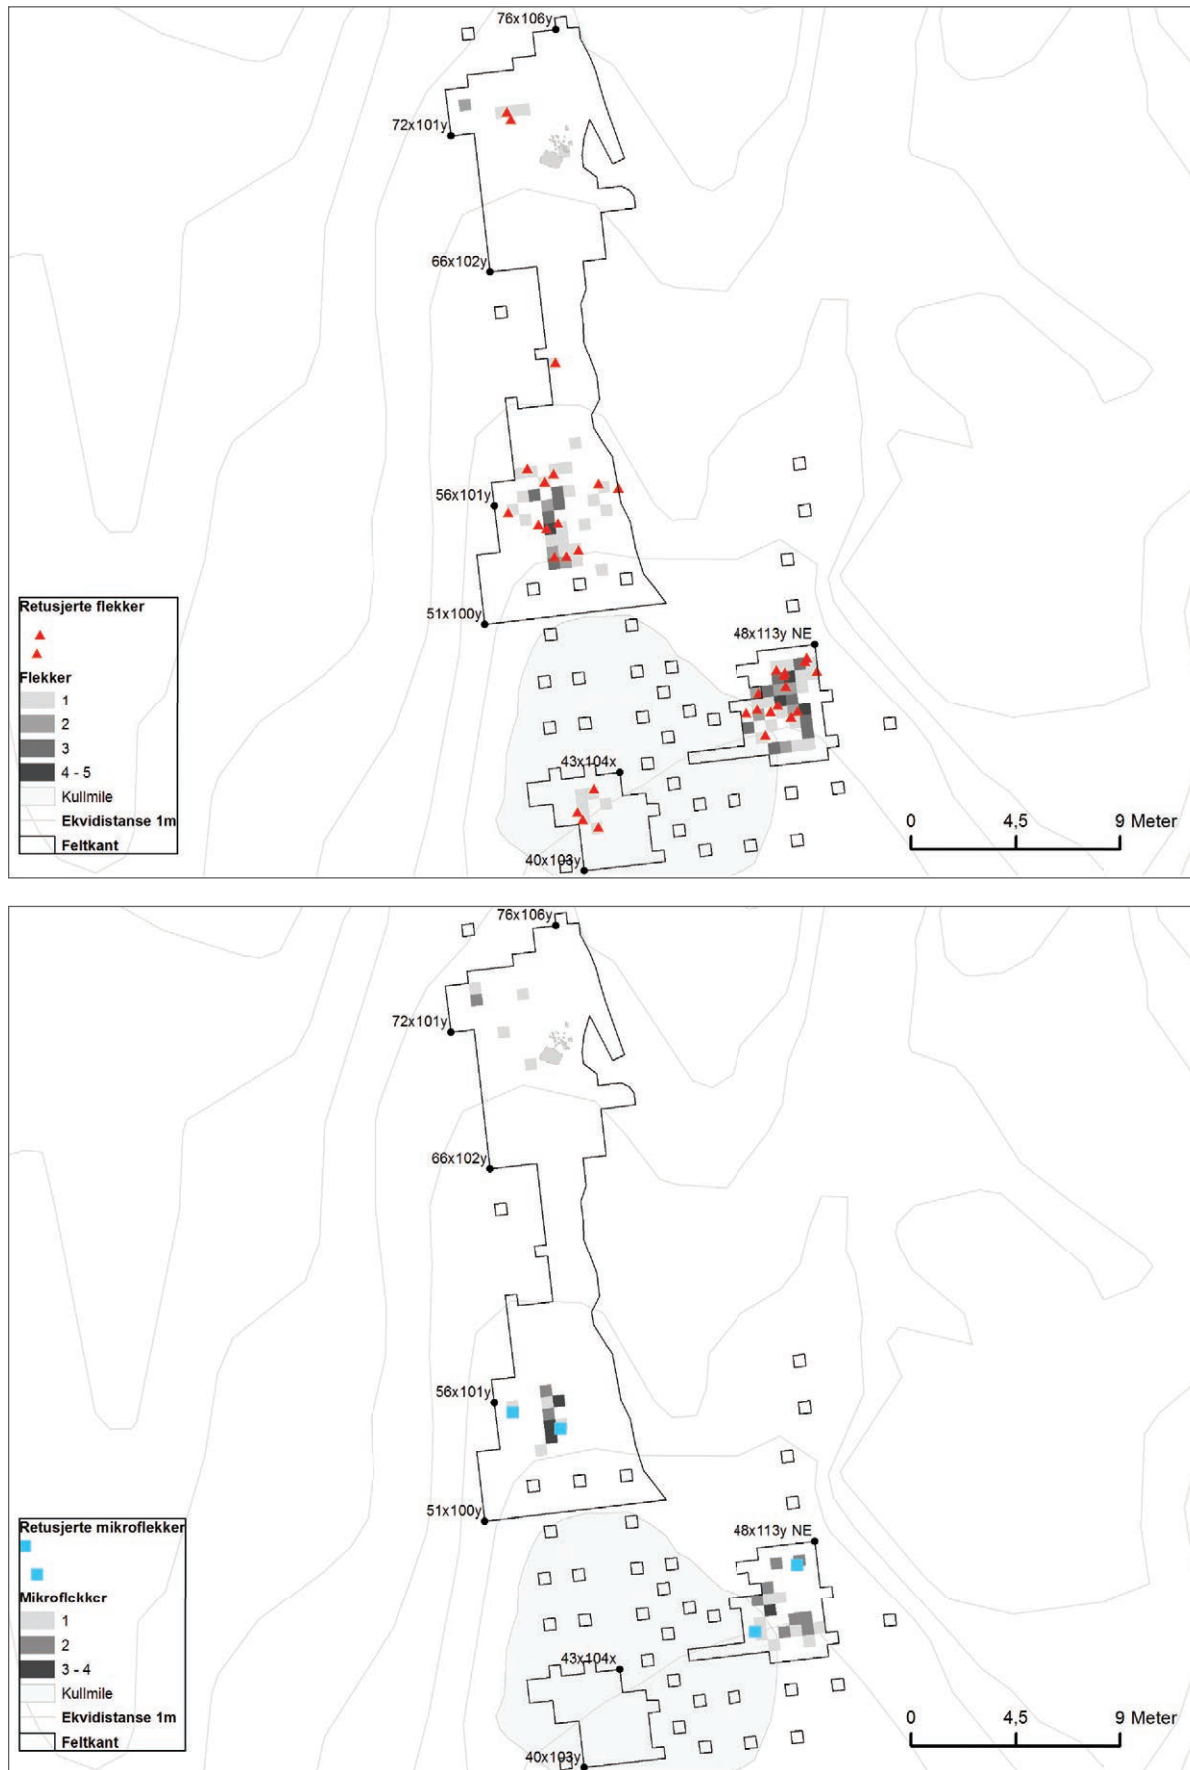 76x106y
72x101y
66x102y
56x101y
51x100y
48x113y NE
43x104x
40x103y
Retusjerte flekker
Flekker
1
2
3
4 - 5
Kullmile
Ekvidistanse 1m
Feltkant
0 4,5 9 Meter
76x106y
72x101y
66x102y
56x101y
51x100y
48x113y NE
43x104x
40x103y
Retusjerte mikroflekker
Mikroflekker
1
2
3 - 4
Kullmile
Ekvidistanse 1m
Feltkant
0 4,5 9 Meter